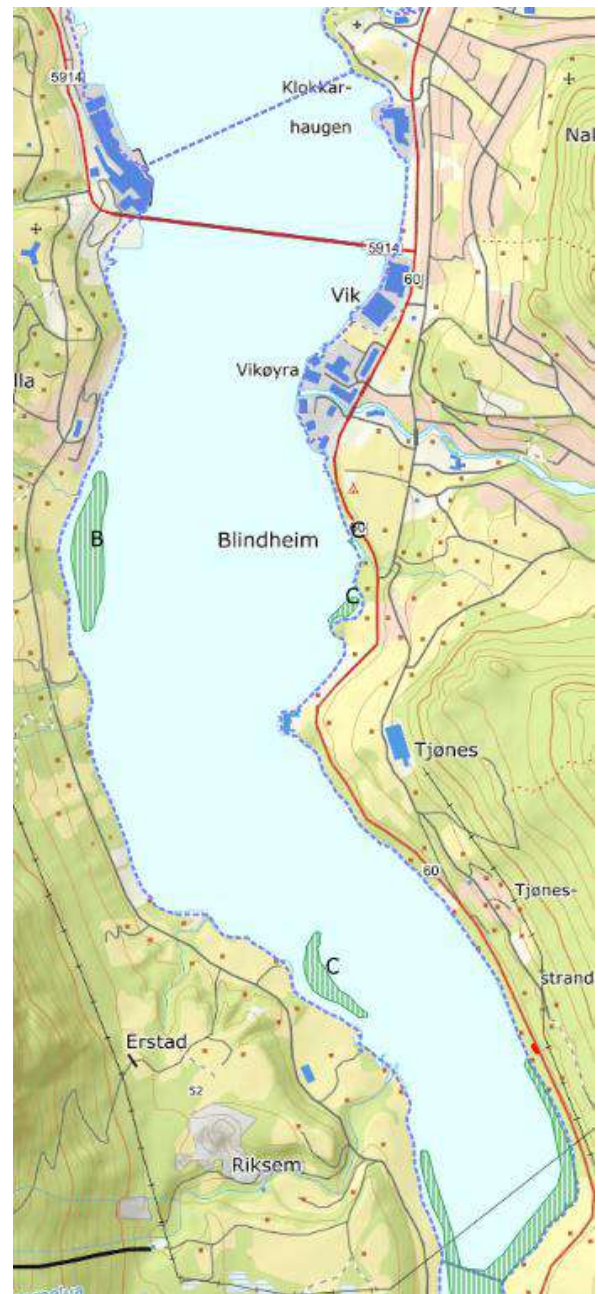 5914
Klokkar-
haugen
Nal
5914
60
Vik
lla
Vikøyra
B
Blindheim
C
C
Tjønes
60
Tjønes-
strand
C
Erstad
52
Riksem